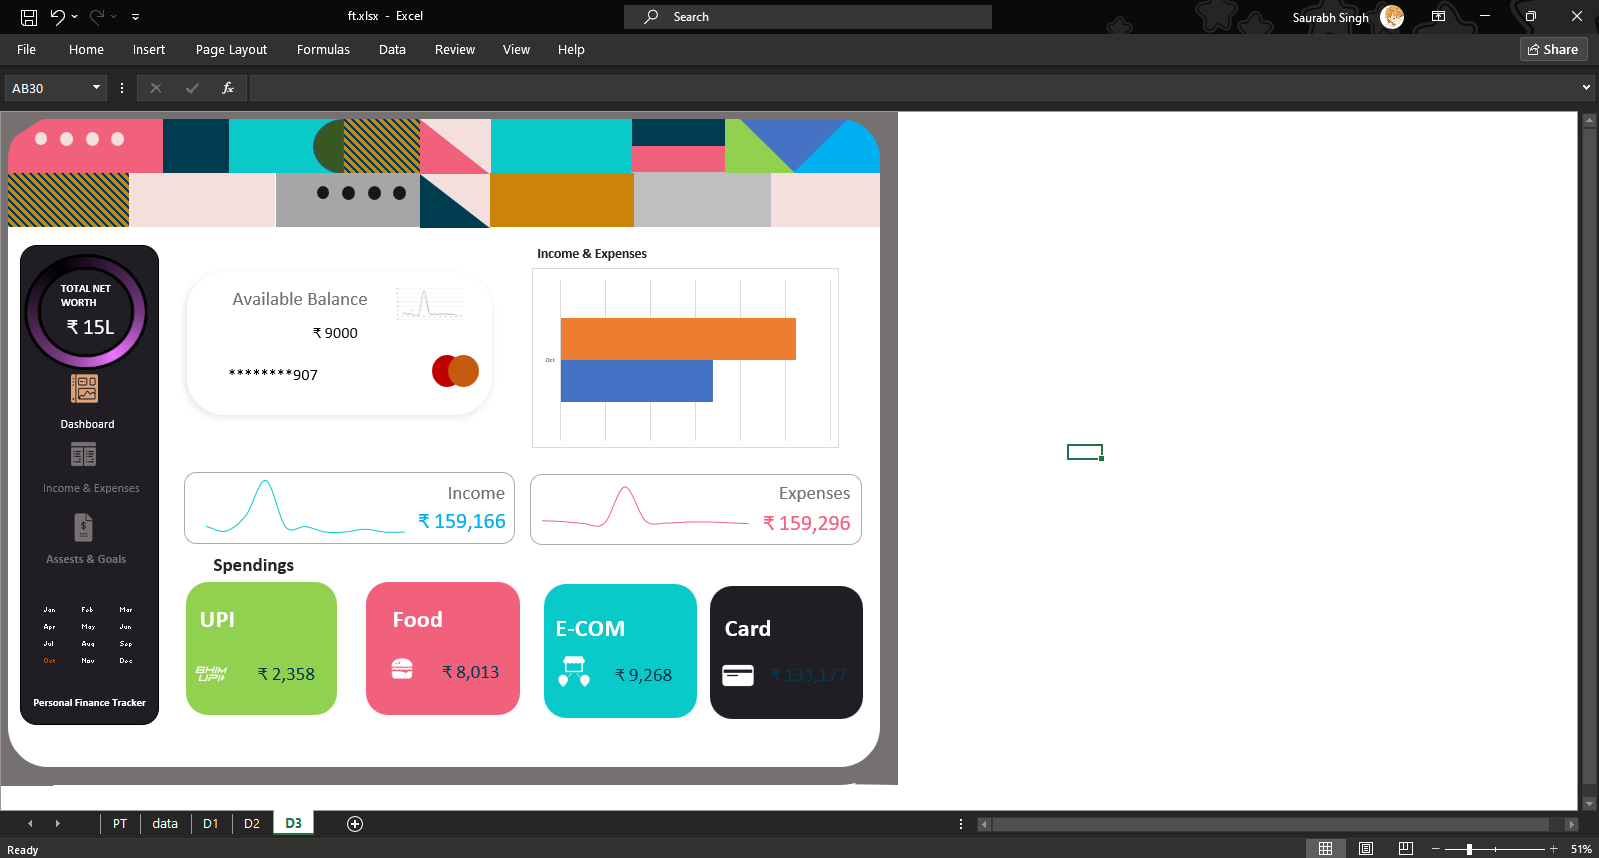 ft.xlsx - Excel
Search
Saurabh Singh
File Home Insert Page Layout Formulas Data Review View Help
Share
AB30
fx
TOTAL NET
WORTH
₹ 15L
Dashboard
Income & Expenses
Assests & Goals
Jan Feb Mar
Apr May Jun
Jul Aug Sep
Oct Nov Dec
Personal Finance Tracker
Available Balance
₹ 9000
********907
Income & Expenses
Oct
Income
₹ 159,166
Expenses
₹ 159,296
Spendings
UPI
BHIM
UPI
₹ 2,358
Food
₹ 8,013
E-COM
₹ 9,268
Card
₹ 133,177
PT data D1 D2 D3
Ready
51%